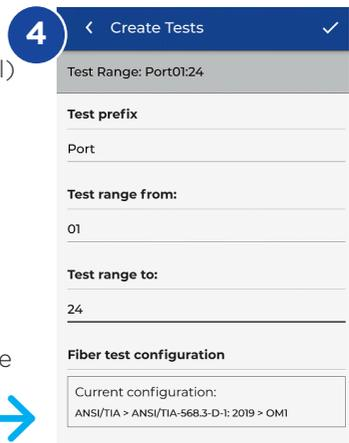 4
Create Tests
l)
Test Range: Port01:24
Test prefix
Port
Test range from:
01
Test range to:
24
e
Fiber test configuration
Current configuration:
ANSI/TIA > ANSI/TIA-568.3-D-1: 2019 > OM1